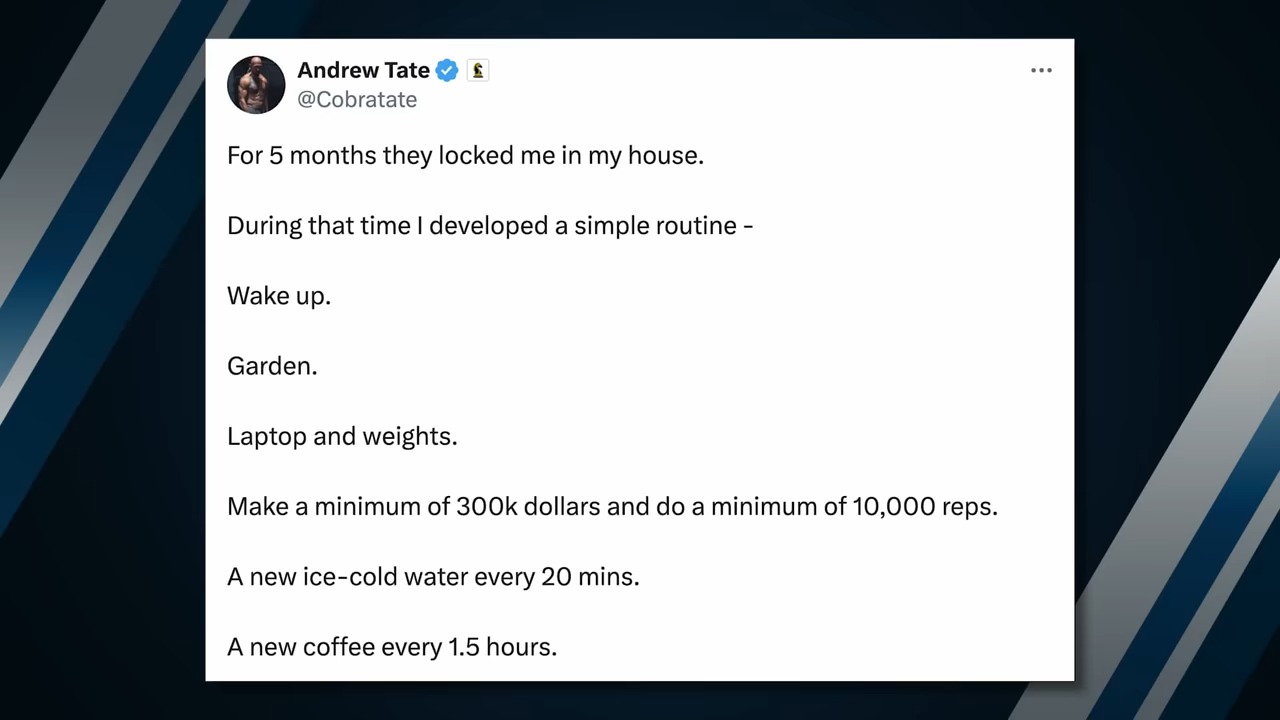 Andrew Tate
@Cobratate
For 5 months they locked me in my house.
During that time I developed a simple routine -
Wake up.
Garden.
Laptop and weights.
Make a minimum of 300k dollars and do a minimum of 10,000 reps.
A new ice-cold water every 20 mins.
A new coffee every 1.5 hours.